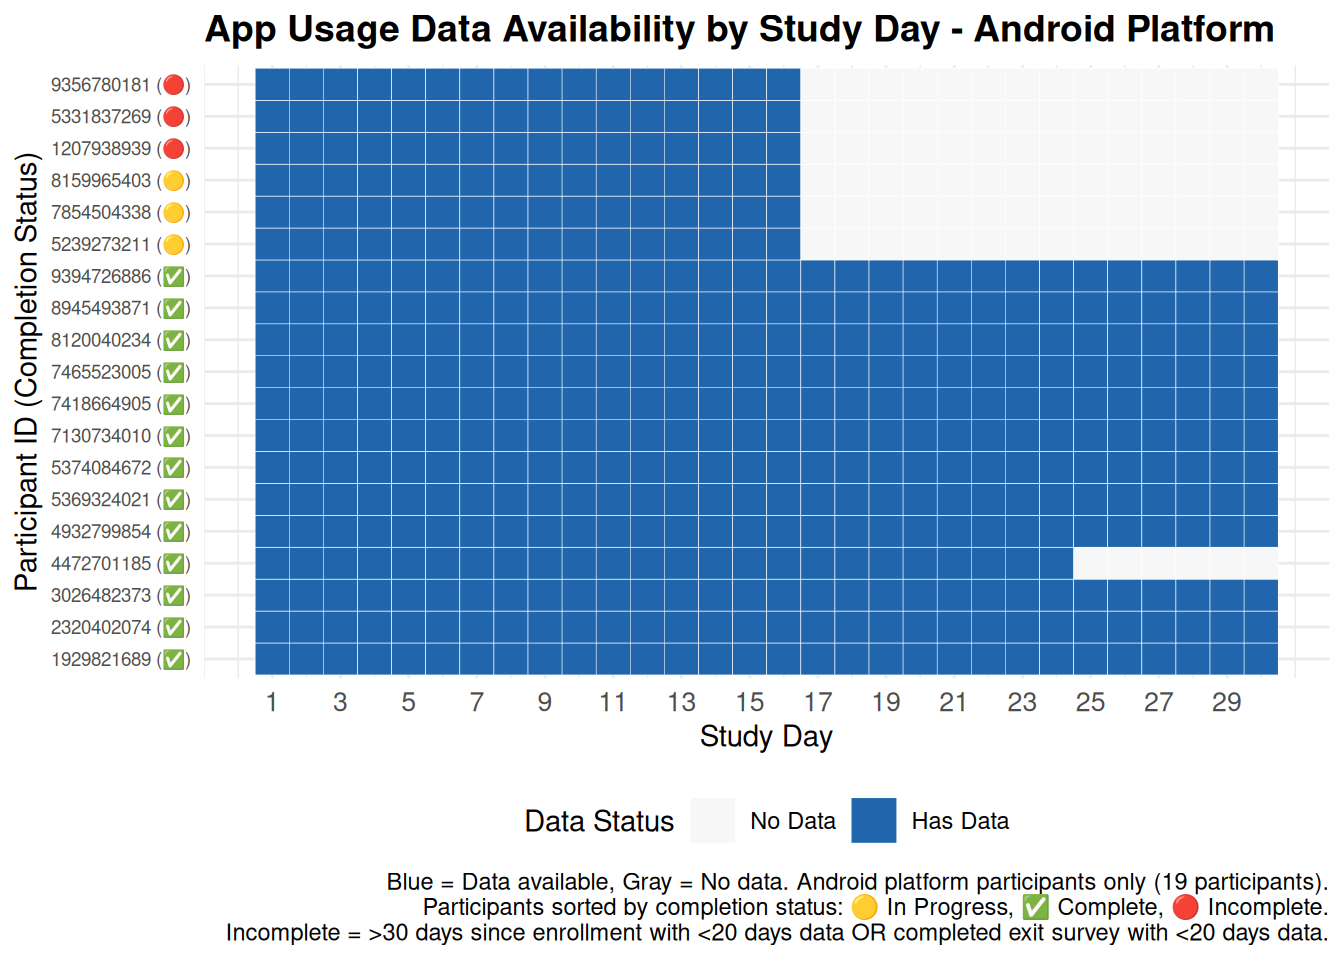 App Usage Data Availability by Study Day - Android Platform
Participant ID (Completion Status)
9356780181 (🔴)
5331837269 (🔴)
1207938939 (🔴)
8159965403 (🟡)
7854504338 (🟡)
5239273211 (🟡)
9394726886 (✅)
8945493871 (✅)
8120040234 (✅)
7465523005 (✅)
7418664905 (✅)
7130734010 (✅)
5374084672 (✅)
5369324021 (✅)
4932799854 (✅)
4472701185 (✅)
3026482373 (✅)
2320402074 (✅)
1929821689 (✅)
1 3 5 7 9 11 13 15 17 19 21 23 25 27 29
Study Day
Data Status No Data Has Data
Blue = Data available, Gray = No data. Android platform participants only (19 participants).
Participants sorted by completion status: 🟡 In Progress, ✅ Complete, 🔴 Incomplete.
Incomplete = >30 days since enrollment with <20 days data OR completed exit survey with <20 days data.